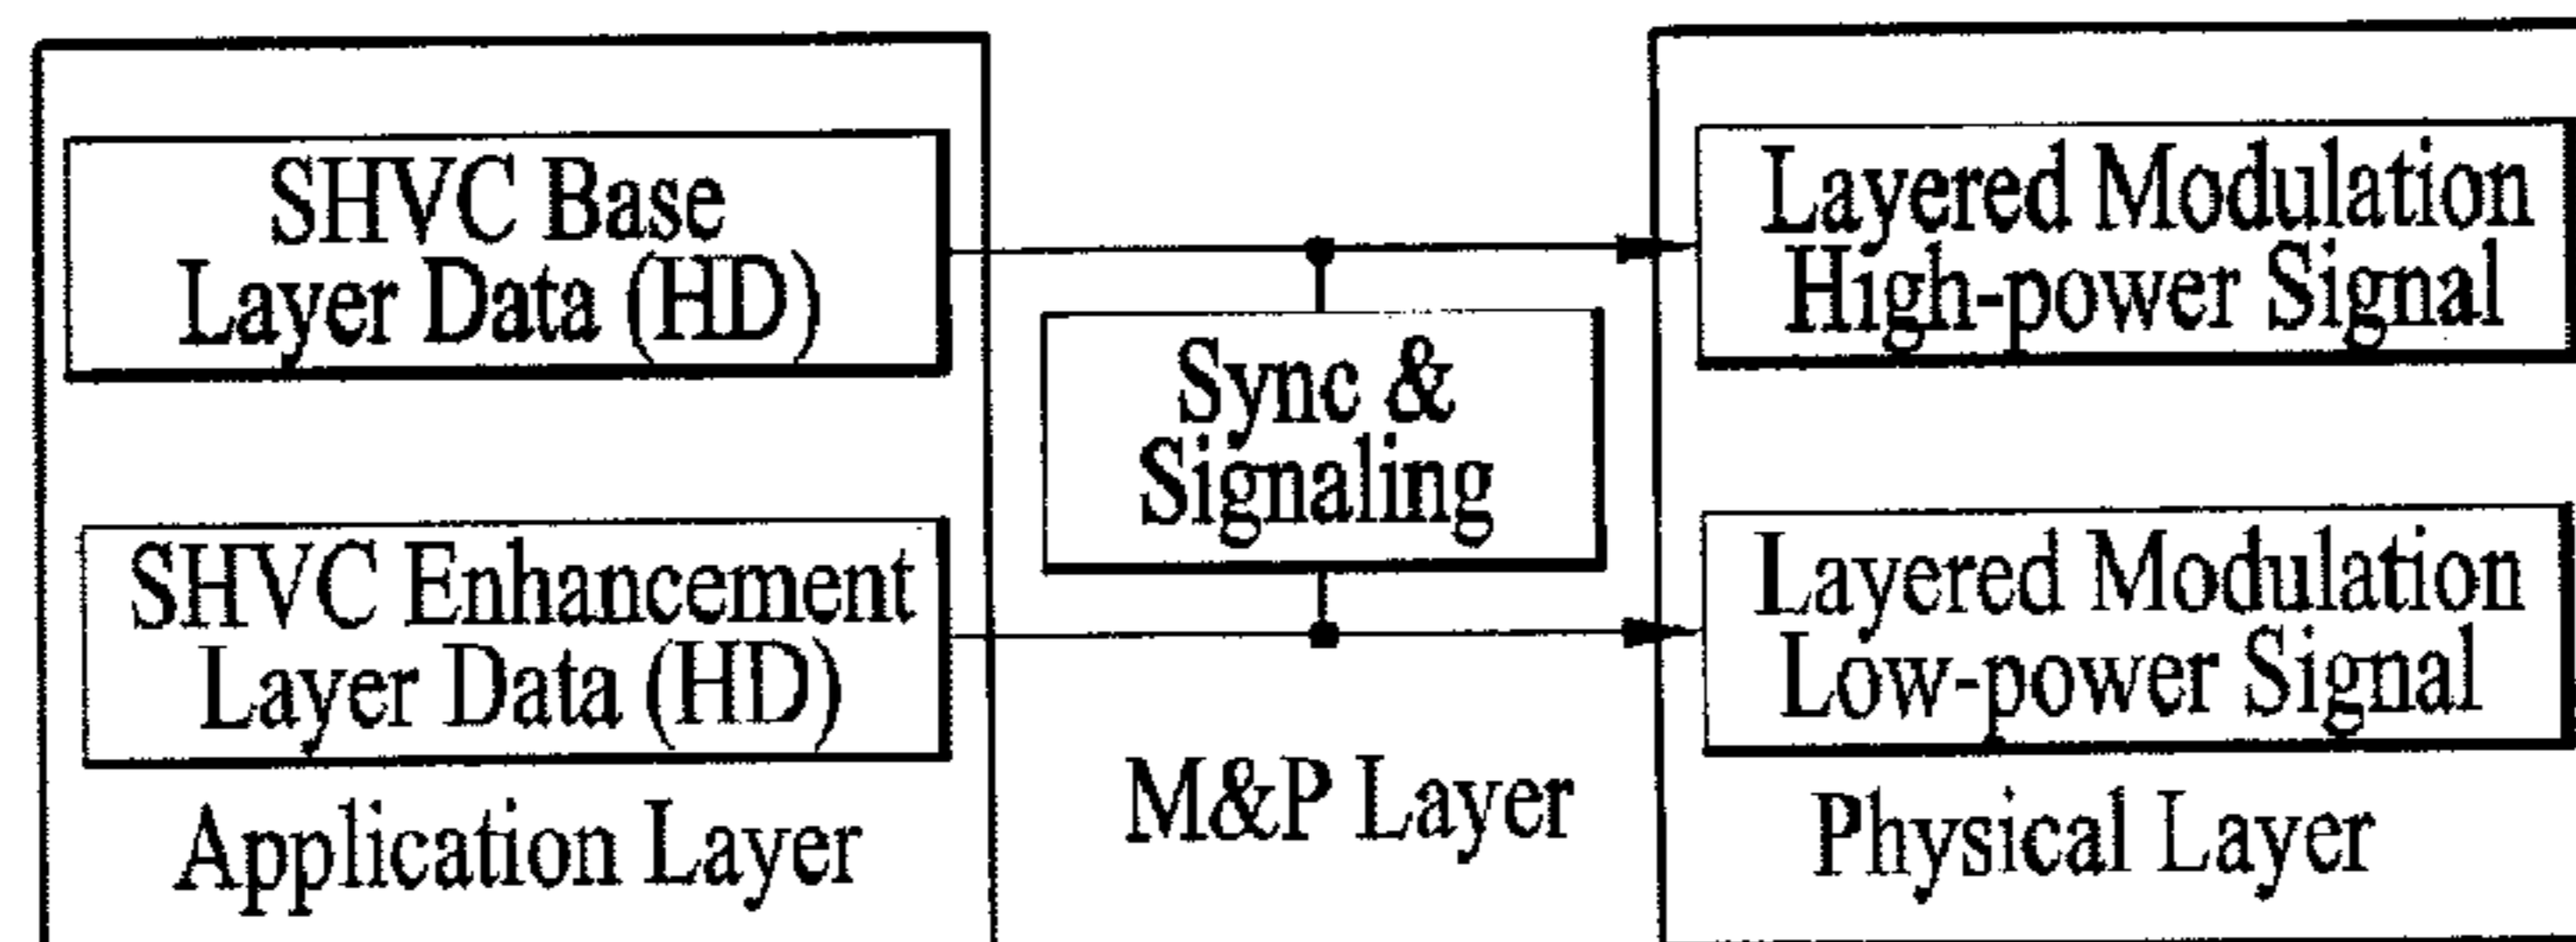 SHVC Base
Layer Data (HD)
SHVC Enhancement
Layer Data (HD)
Application Layer
Sync &
Signaling
M&P Layer
Layered Modulation
High-power Signal
Layered Modulation
Low-power Signal
Physical Layer